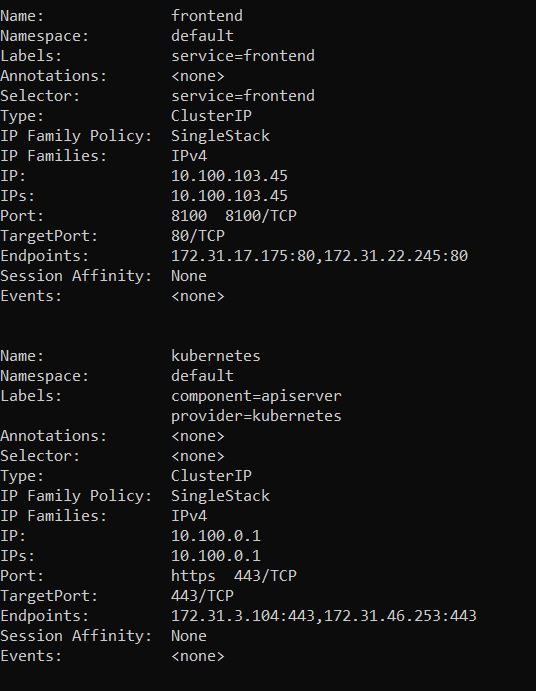 Name:              frontend
Namespace:         default
Labels:            service=frontend
Annotations:       <none>
Selector:          service=frontend
Type:              ClusterIP
IP Family Policy:  SingleStack
IP Families:       IPv4
IP:                10.100.103.45
IPs:               10.100.103.45
Port:              8100  8100/TCP
TargetPort:        80/TCP
Endpoints:         172.31.17.175:80,172.31.22.245:80
Session Affinity:  None
Events:            <none>
Name:              kubernetes
Namespace:         default
Labels:            component=apiserver
                   provider=kubernetes
Annotations:       <none>
Selector:          <none>
Type:              ClusterIP
IP Family Policy:  SingleStack
IP Families:       IPv4
IP:                10.100.0.1
IPs:               10.100.0.1
Port:              https  443/TCP
TargetPort:        443/TCP
Endpoints:         172.31.3.104:443,172.31.46.253:443
Session Affinity:  None
Events:            <none>